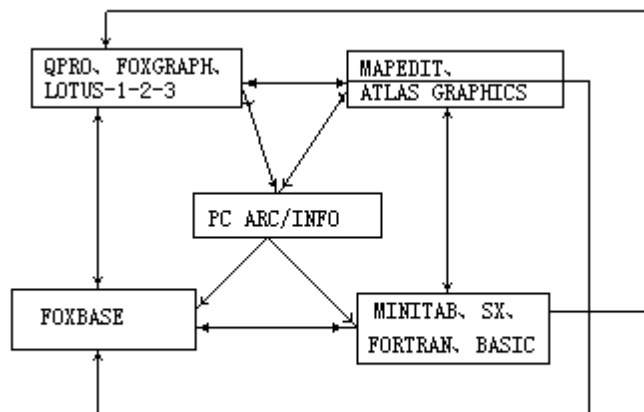 QPRO、FOXGRAPH、
LOTUS-1-2-3
MAPEDIT、
ATLAS GRAPHICS
PC ARC/INFO
FOXBASE
MINITAB、SX、
FORTRAN、BASIC